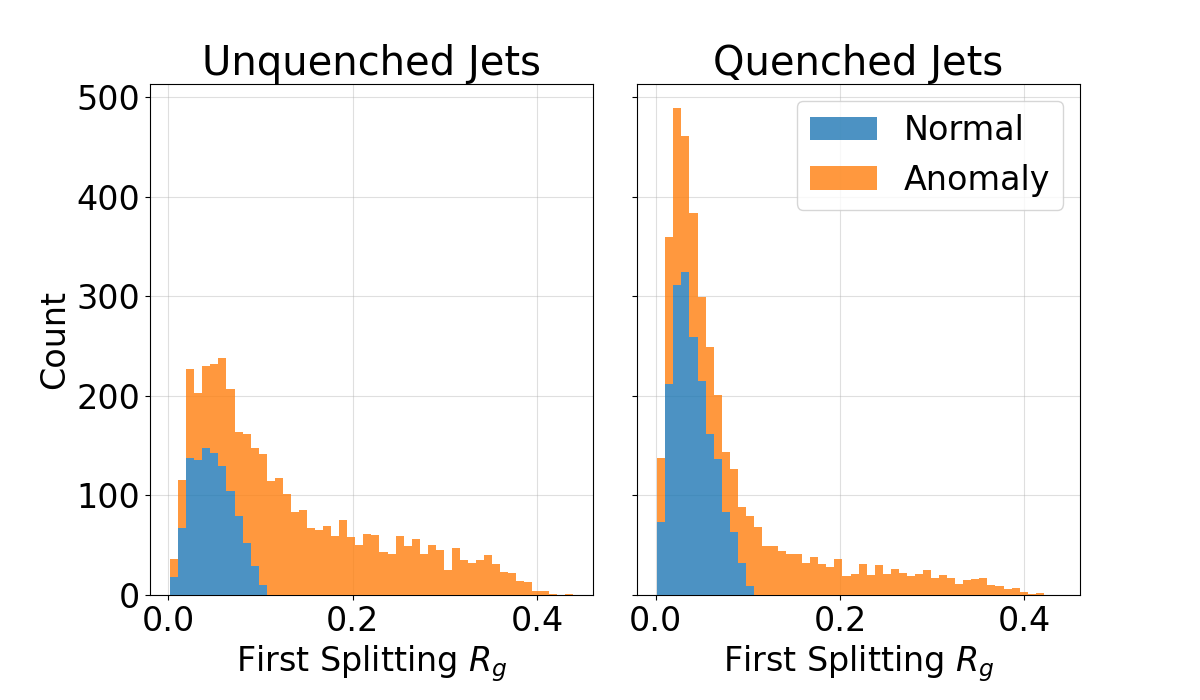 Unquenched Jets
Quenched Jets
500
400
300
200
100
0
Count
Normal
Anomaly
0.0 0.2 0.4
0.0 0.2 0.4
First Splitting R_g
First Splitting R_g